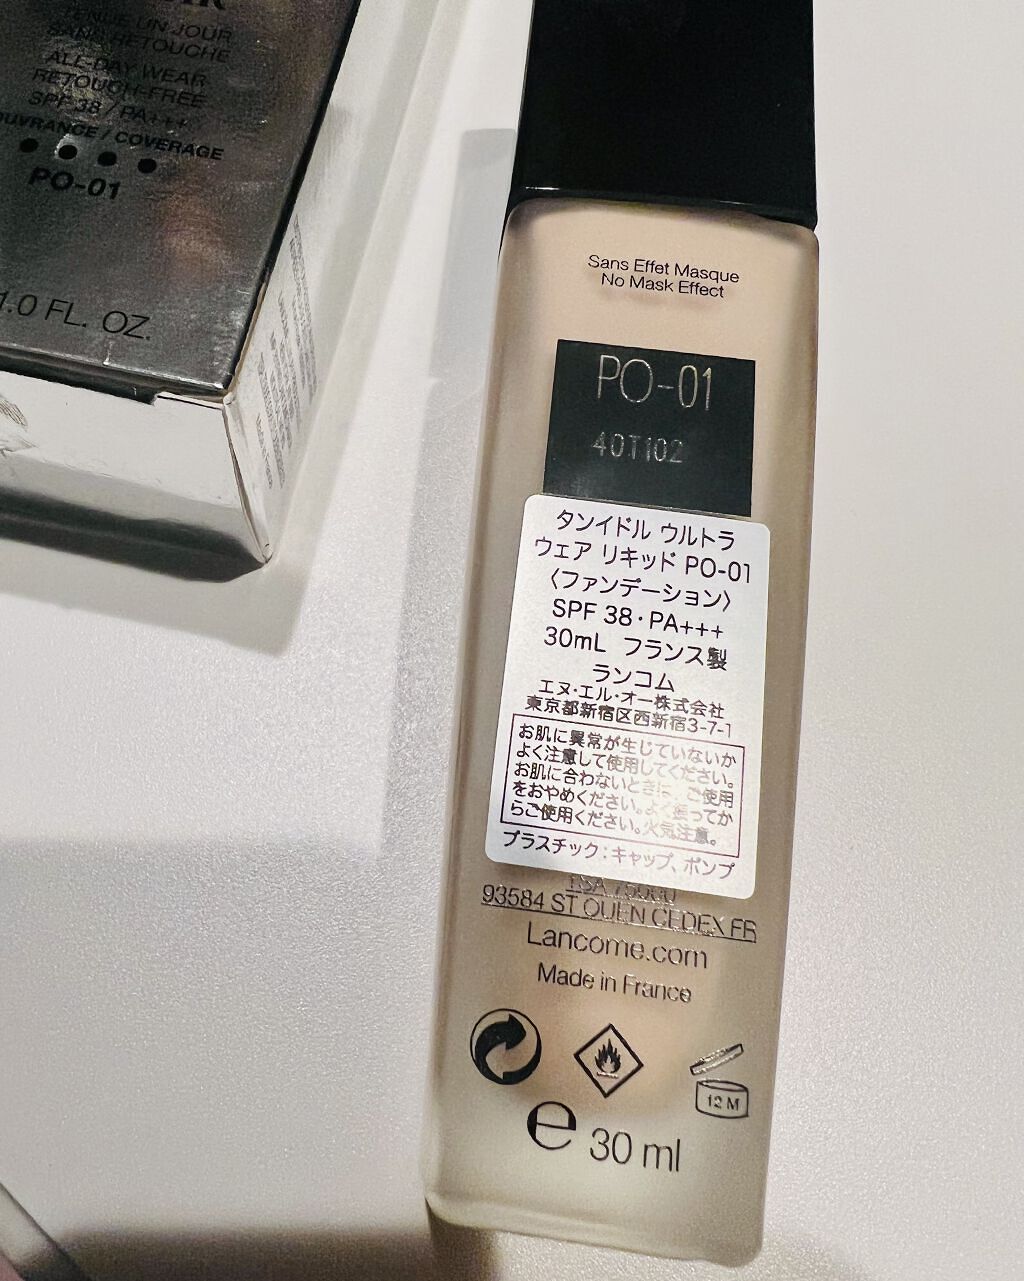 TENUE UN JOUR
SANS RETOUCHE
ALL-DAY WEAR
RETOUCH-FREE
SPF 38 / PA+++
COUVRANCE / COVERAGE
PO-01
1.0 FL. OZ.
Sans Effet Masque
No Mask Effect
PO-01
40T102
タンイドル ウルトラ
ウェア リキッド PO-01
〈ファンデーション〉
SPF 38・PA+++
30mL フランス製
ランコム
エヌ・エル・オー株式会社
東京都新宿区西新宿3-7-1
お肌に異常が生じていないか
よく注意して使用してください。
お肌に合わないときは、ご使用
をおやめください。よく振ってか
らご使用ください。火気注意。
プラスチック:キャップ、ポンプ
93584 ST OUEN CEDEX FR
Lancome.com
Made in France
12 M
e 30 ml